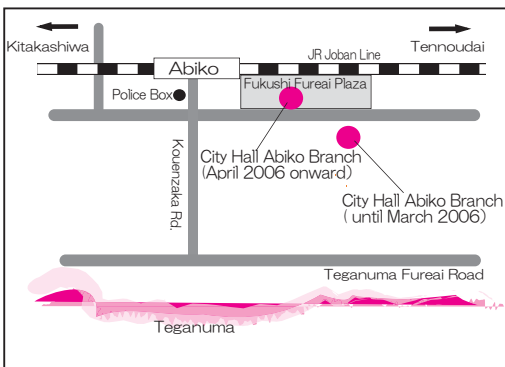 Kitakashiwa
Tennoudai
JR Joban Line
Abiko
Fukushi Fureai Plaza
Police Box
Kouenzaka Rd.
City Hall Abiko Branch
(April 2006 onward)
City Hall Abiko Branch
( until March 2006)
Teganuma Fureai Road
Teganuma